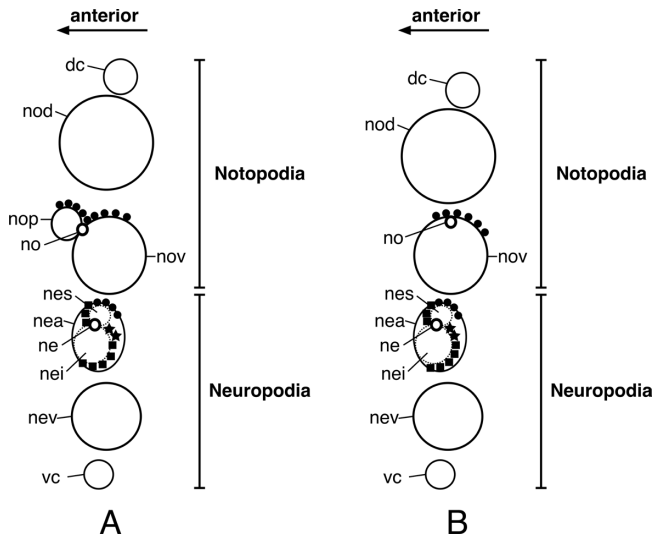 anterior
dc
nod
Notopodia
nop
no
nov
nes
nea
ne
nei
Neuropodia
nev
vc
A
anterior
dc
nod
Notopodia
no
nov
nes
nea
ne
nei
Neuropodia
nev
vc
B